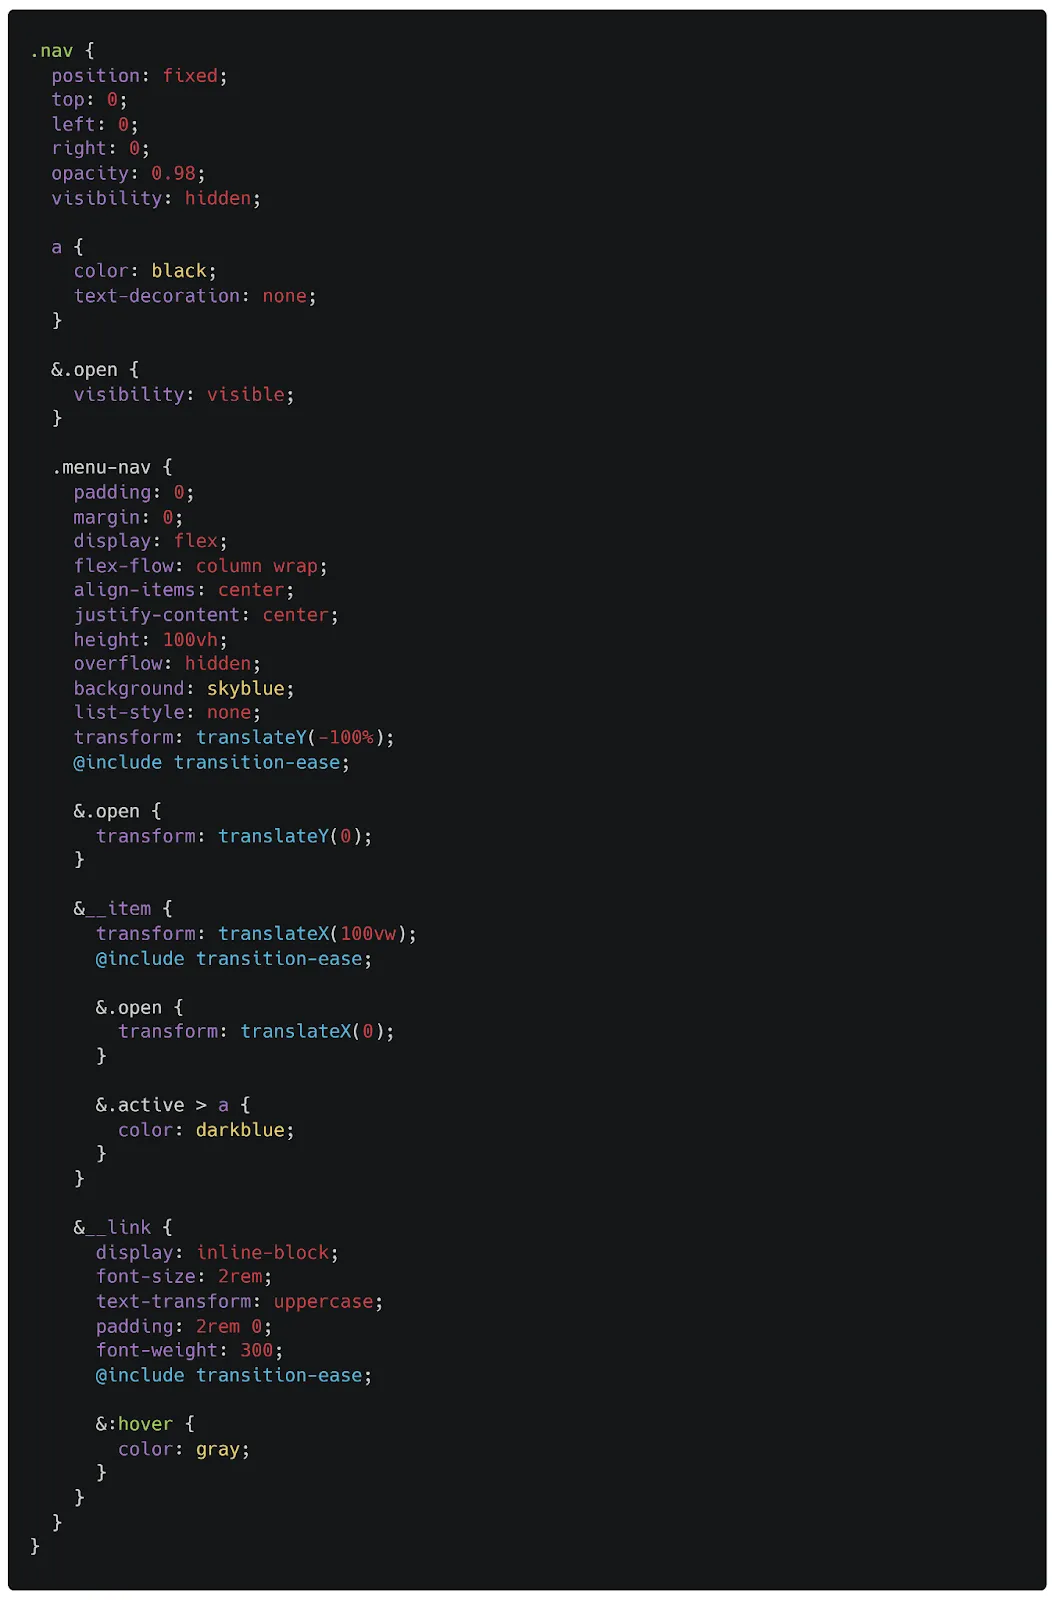 .nav {
  position: fixed;
  top: 0;
  left: 0;
  right: 0;
  opacity: 0.98;
  visibility: hidden;

  a {
    color: black;
    text-decoration: none;
  }

  &.open {
    visibility: visible;
  }

  .menu-nav {
    padding: 0;
    margin: 0;
    display: flex;
    flex-flow: column wrap;
    align-items: center;
    justify-content: center;
    height: 100vh;
    overflow: hidden;
    background: skyblue;
    list-style: none;
    transform: translateY(-100%);
    @include transition-ease;

    &.open {
      transform: translateY(0);
    }

    &__item {
      transform: translateX(100vw);
      @include transition-ease;

      &.open {
        transform: translateX(0);
      }

      &.active > a {
        color: darkblue;
      }
    }

    &__link {
      display: inline-block;
      font-size: 2rem;
      text-transform: uppercase;
      padding: 2rem 0;
      font-weight: 300;
      @include transition-ease;

      &:hover {
        color: gray;
      }
    }
  }
}